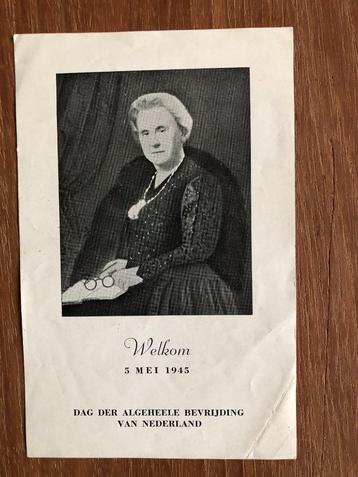 Welkom
5 MEI 1945
DAG DER ALGEHEELE BEVRIJDING
VAN NEDERLAND